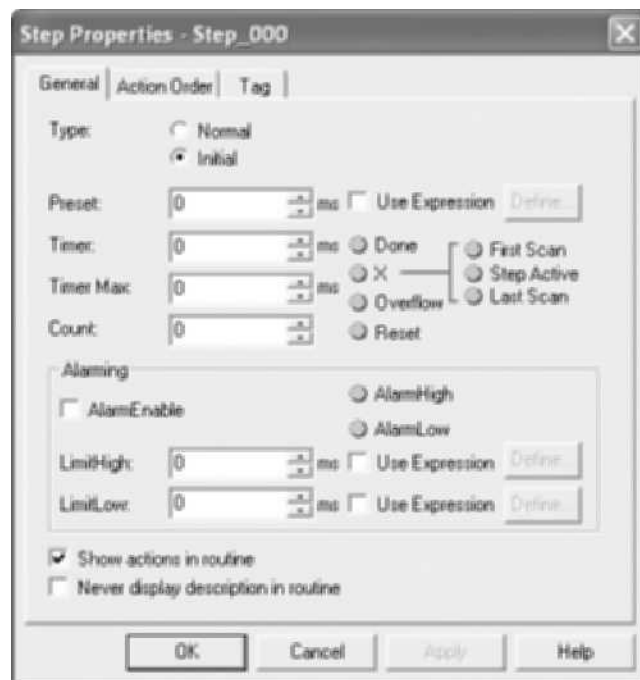 Step Properties - Step_000
General Action Order Tag
Type: Normal
Initial
Preset: 0 ms Use Expression Define...
Timer: 0 ms Done First Scan
X Step Active
Timer Max: 0 ms Overflow Last Scan
Count: 0 Reset
Alarming
AlarmEnable AlarmHigh
AlarmLow
LimitHigh: 0 ms Use Expression Define...
LimitLow: 0 ms Use Expression Define...
Show actions in routine
Never display description in routine
OK Cancel Apply Help